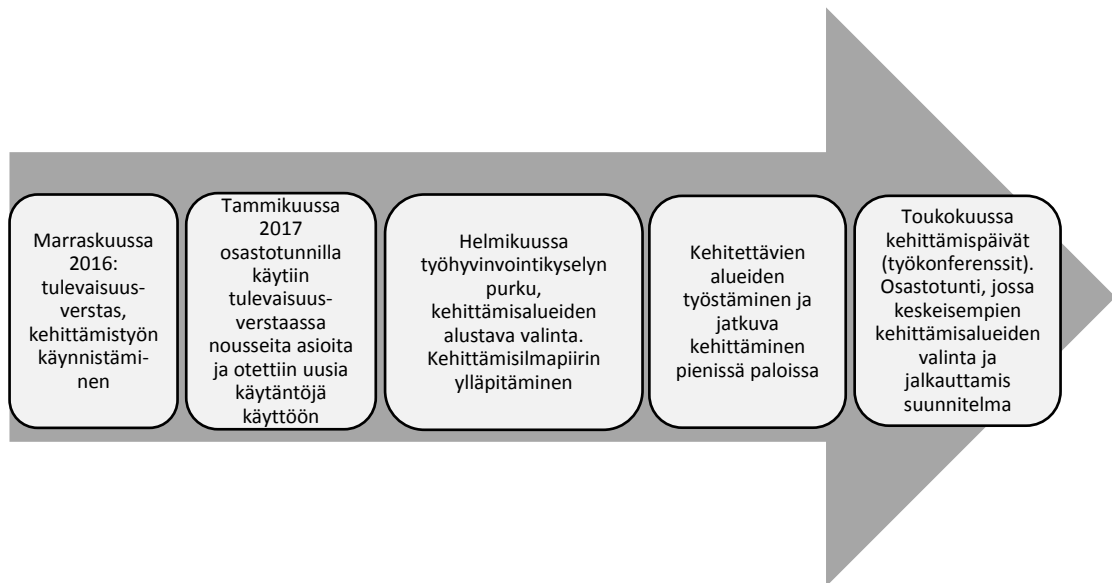 Marraskuussa
2016:
tulevaisuus-
verstas,
kehittämistyön
käynnistämi-
nen
Tammikuussa
2017
osastotunnilla
käytiin
tulevaisuus-
verstaassa
nousseita asioita
ja otettiin uusia
käytäntöjä
käyttöön
Helmikuussa
työhyvinvointikyselyn
purku,
kehittämisalueiden
alustava valinta.
Kehittämisilmapiirin
ylläpitäminen
Kehitettävien
alueiden
työstäminen ja
jatkuva
kehittäminen
pienissä paloissa
Toukokuussa
kehittämispäivät
(työkonferenssit).
Osastotunti, jossa
keskeisempien
kehittämisalueiden
valinta ja
jalkauttamis
suunnitelma